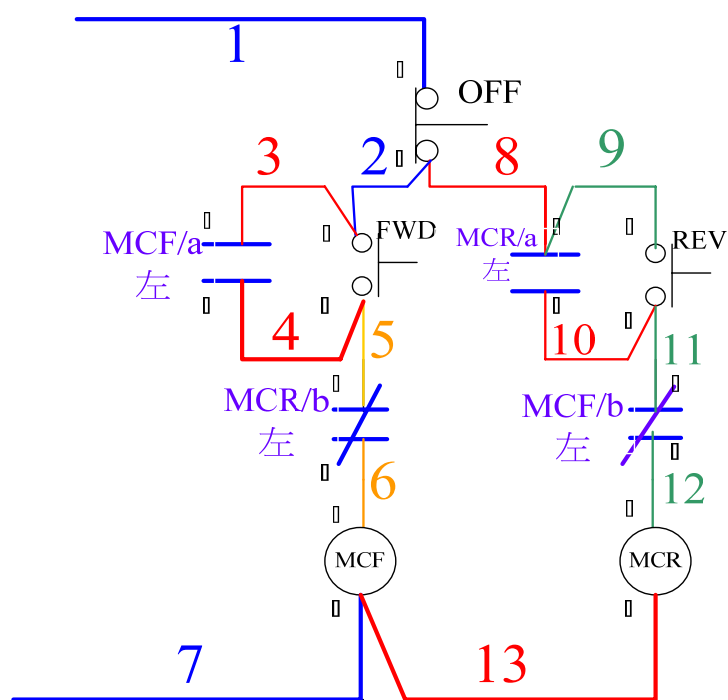 1
OFF
3
2
8
9
MCF/a
左
FWD
MCR/a
左
REV
4
5
10
11
MCR/b
左
MCF/b
左
6
12
MCF
MCR
7
13